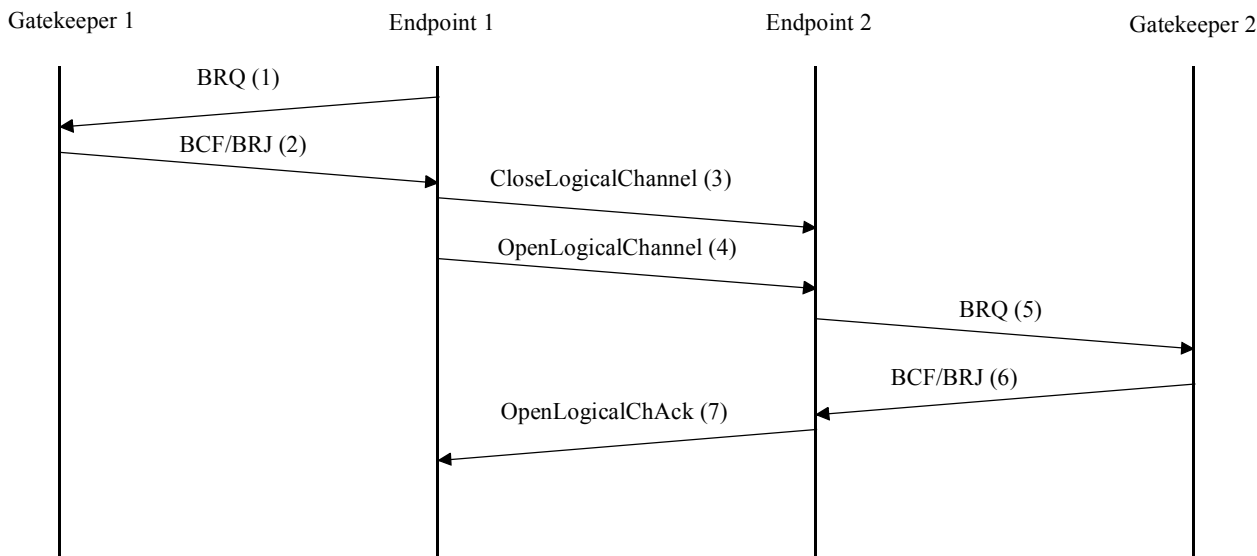 Gatekeeper 1
Endpoint 1
Endpoint 2
Gatekeeper 2
BRQ (1)
BCF/BRJ (2)
CloseLogicalChannel (3)
OpenLogicalChannel (4)
BRQ (5)
BCF/BRJ (6)
OpenLogicalChAck (7)